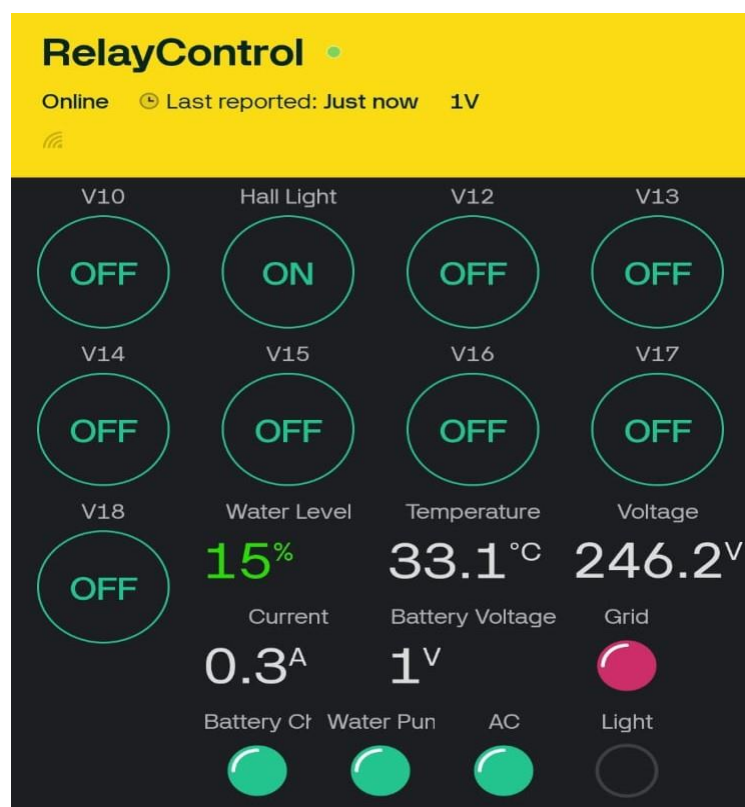 RelayControl
Online Last reported: Just now 1V
V10 Hall Light V12 V13
OFF ON OFF OFF
V14 V15 V16 V17
OFF OFF OFF OFF
V18 Water Level Temperature Voltage
OFF 15% 33.1°C 246.2V
Current Battery Voltage Grid
0.3A 1V
Battery Ch Water Pun AC Light